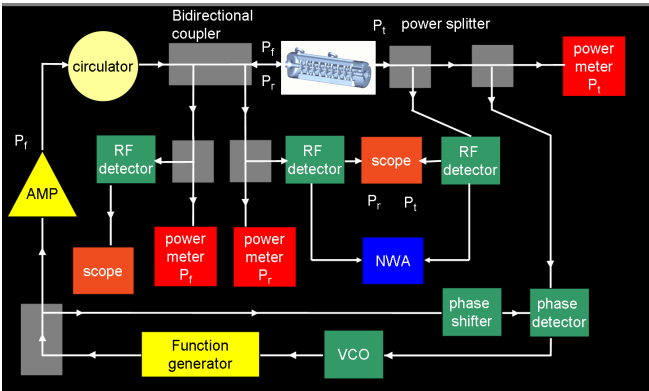 Bidirectional
coupler
Pt
power splitter
circulator
Pf
Pr
power
meter
Pt
Pf
AMP
RF
detector
RF
detector
scope
RF
detector
Pr
Pt
scope
power
meter
Pf
power
meter
Pr
NWA
phase
shifter
phase
detector
Function
generator
VCO